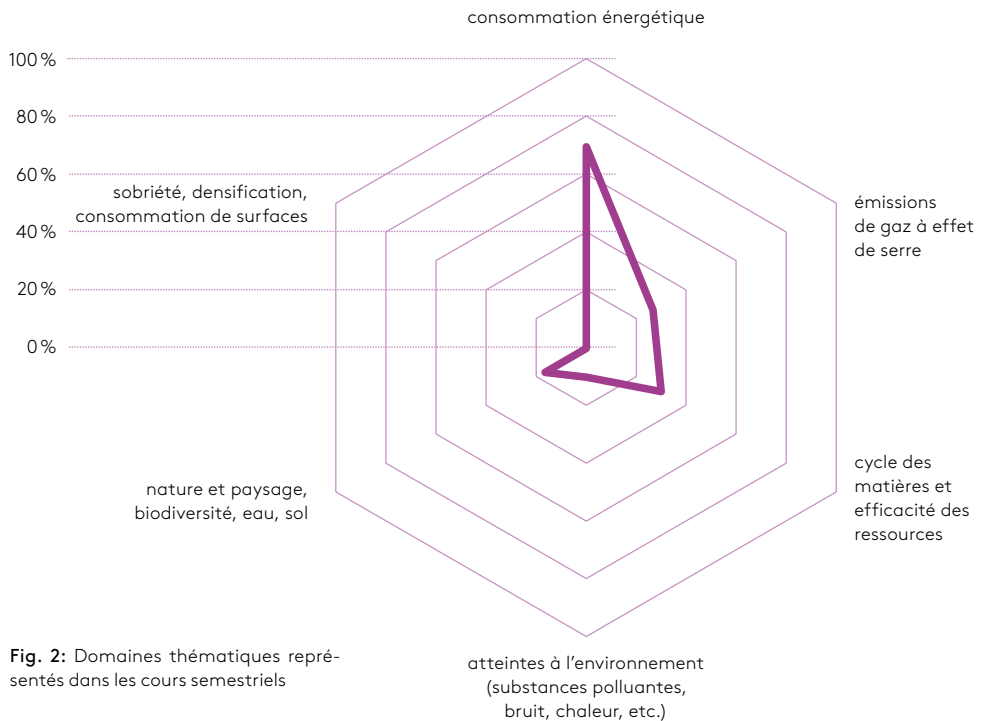 consommation énergétique
100 %
80 %
60 %
40 %
20 %
0 %
sobriété, densification,
consommation de surfaces
émissions
de gaz à effet
de serre
cycle des
matières et
efficacité des
ressources
nature et paysage,
biodiversité, eau, sol
atteintes à l'environnement
(substances polluantes,
bruit, chaleur, etc.)
Fig. 2: Domaines thématiques repré-
sentés dans les cours semestriels